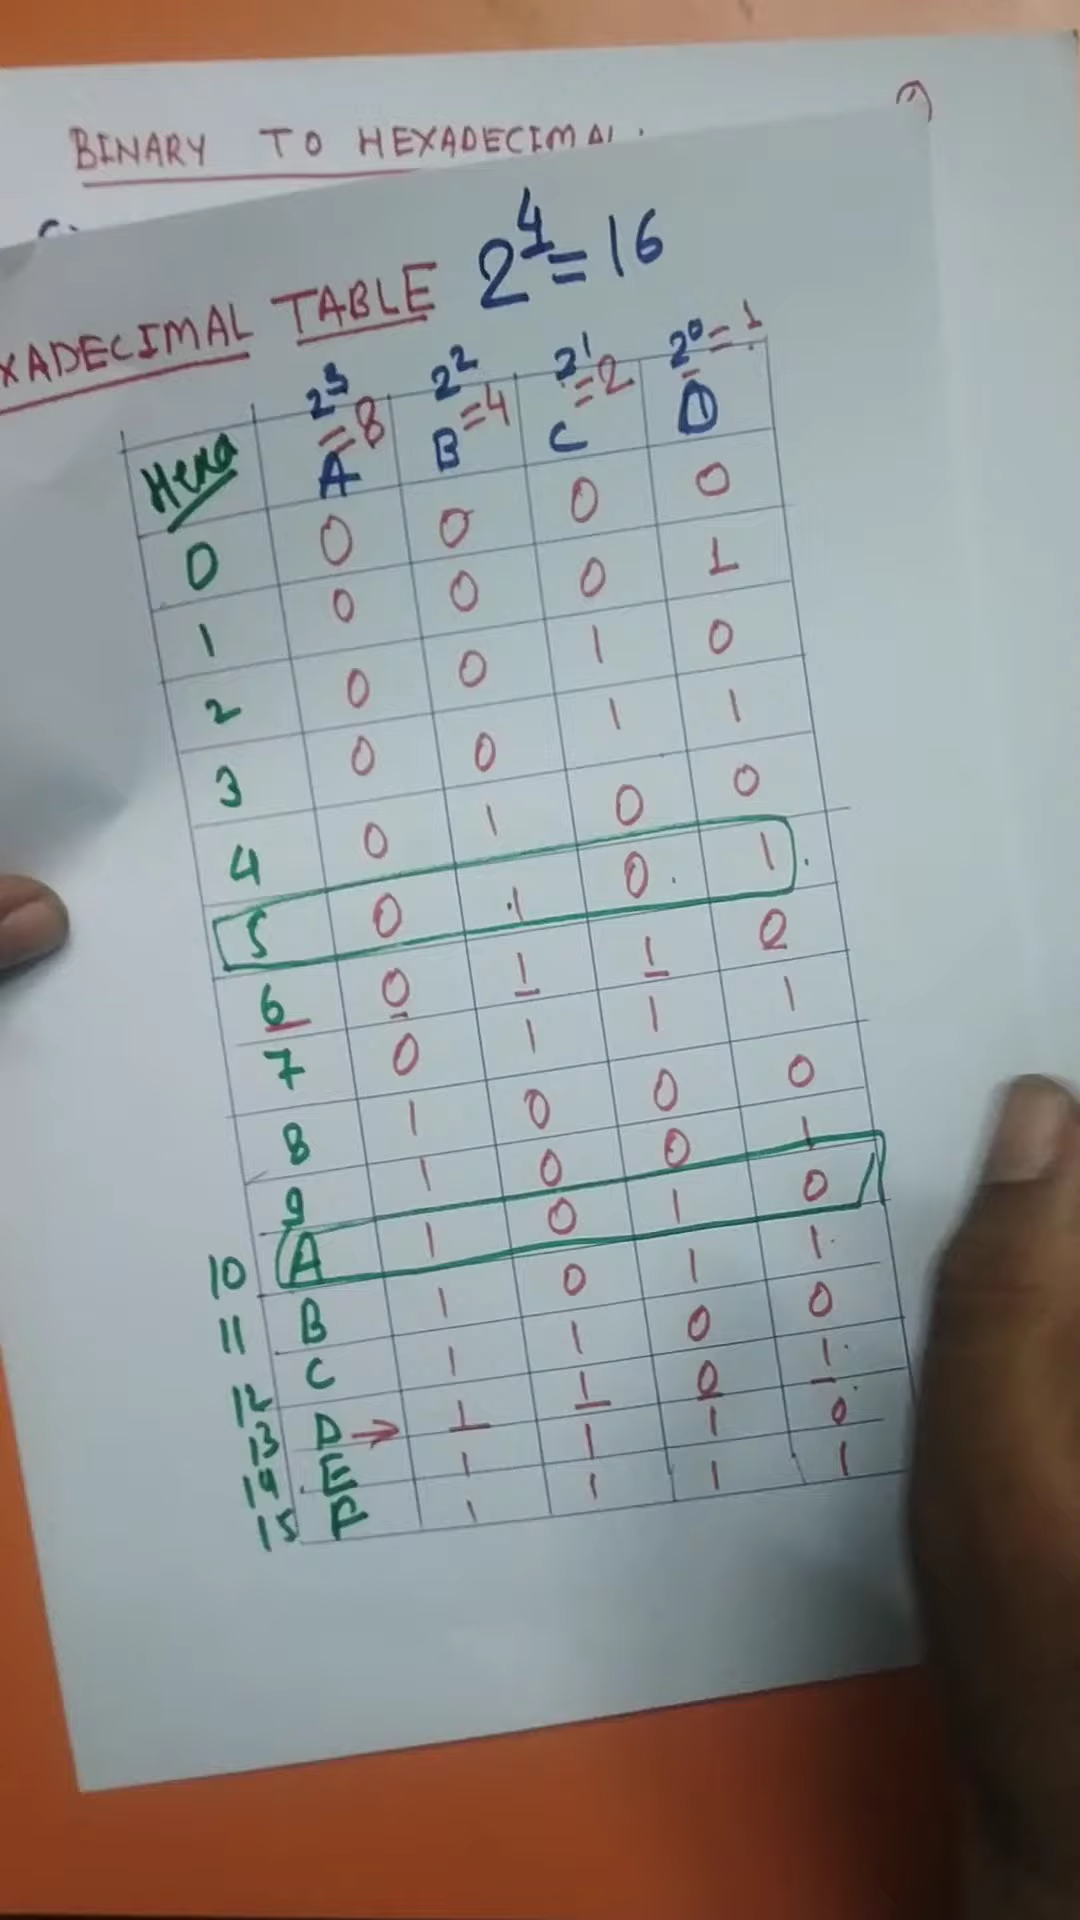 BINARY TO HEXADECIMAL
XADECIMAL TABLE 2⁴ = 16
Hexa 2³ =8 A 2² =4 B 2¹ =2 C 2⁰ =1 D
0 0 0 0 0
1 0 0 0 1
2 0 0 1 0
3 0 0 1 1
4 0 1 0 0
5 0 1 0 1
6 0 1 1 0
7 0 1 1 1
8 1 0 0 0
9 1 0 0 1
10 A 1 0 1 0
11 B 1 0 1 1
12 C 1 1 0 0
13 D → 1 1 0 1
14 E 1 1 1 0
15 F 1 1 1 1